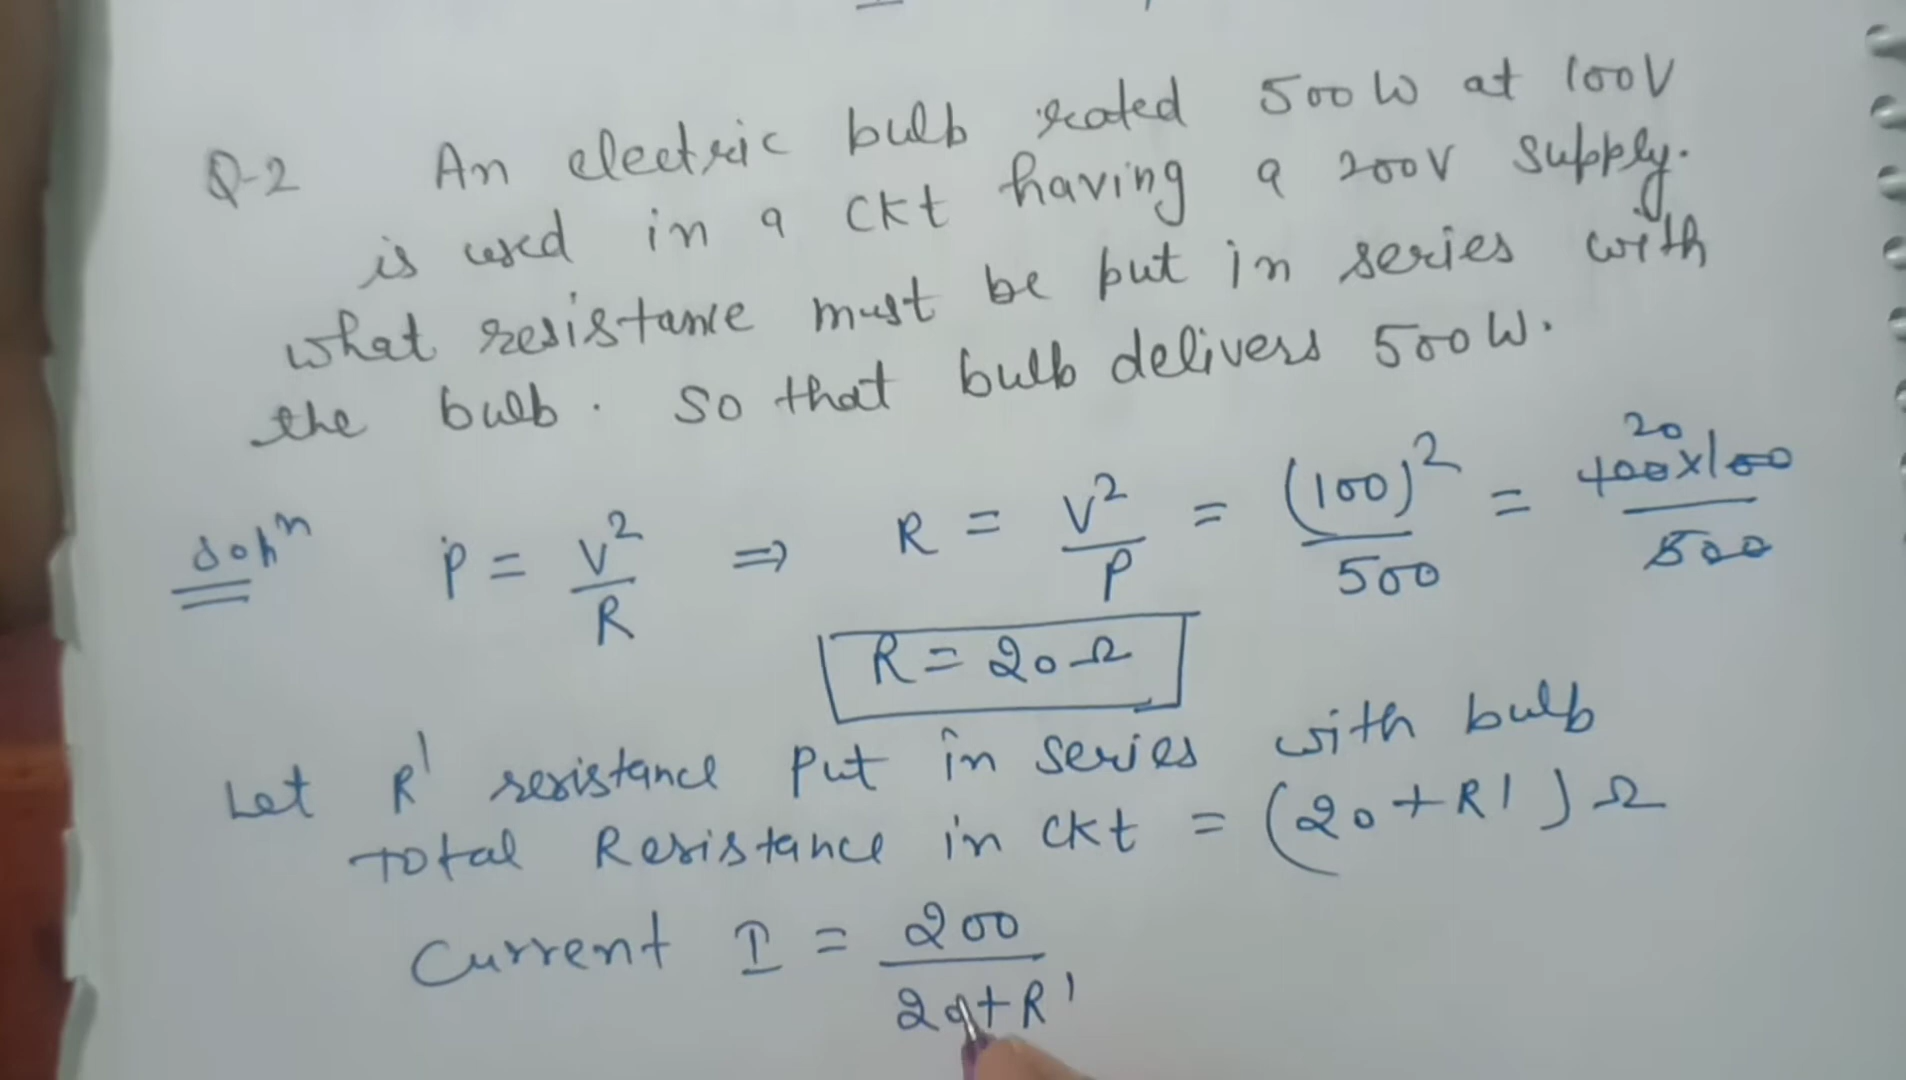 Q-2 An electric bulb rated 500W at 100V
is used in a ckt having a 200V supply.
what resistance must be put in series with
the bulb. So that bulb delivers 500W.
Soln P = V²/R ⇒ R = V²/P = (100)²/500 = 20 100×100/500
R = 20Ω
Let R' resistance Put in series with bulb
Total Resistance in ckt = (20+R')Ω
Current I = 200/20+R'